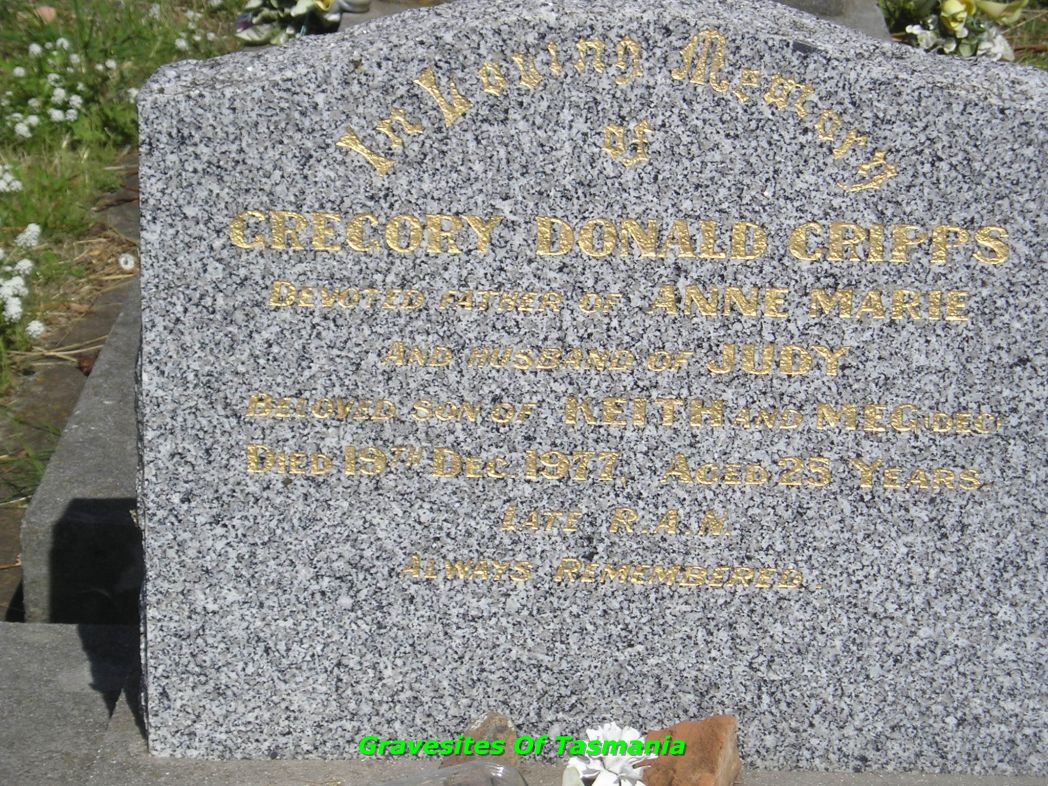 In Loving Memory
of
GREGORY DONALD CRIPPS
DEVOTED FATHER OF ANNE MARIE
AND HUSBAND OF JUDY
BELOVED SON OF KEITH AND MEG (DEC)
DIED 19TH DEC. 1977, AGED 25 YEARS.
LATE R.A.N.
ALWAYS REMEMBERED.
Gravesites Of Tasmania